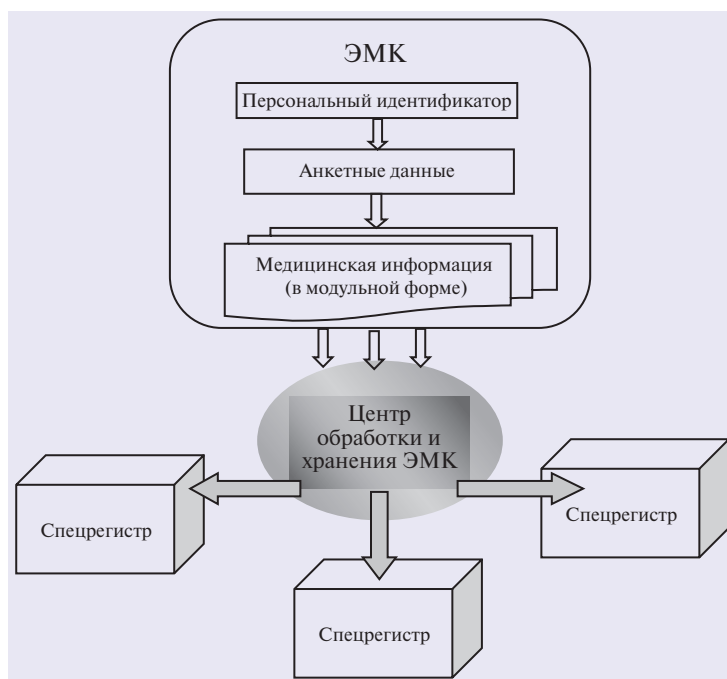 ЭМК
Персональный идентификатор
Анкетные данные
Медицинская информация
(в модульной форме)
Центр
обработки и
хранения ЭМК
Спецрегистр
Спецрегистр
Спецрегистр